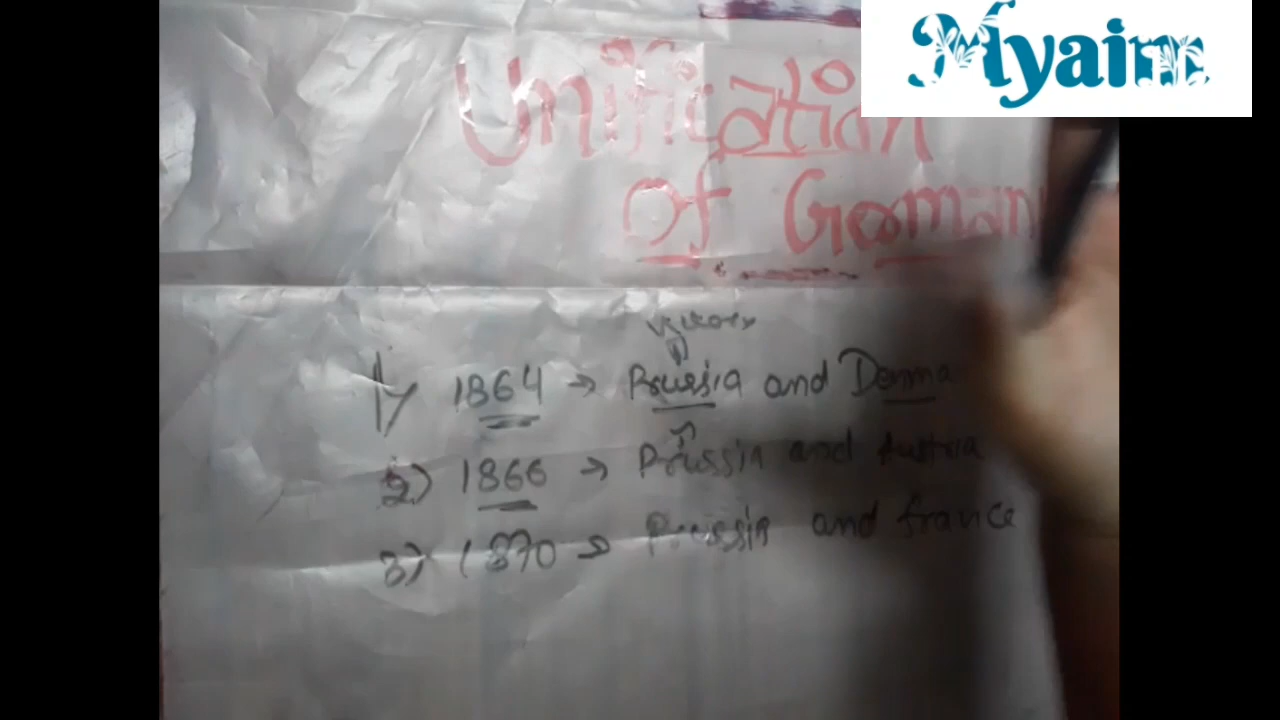 Myaim
Unification
Of German
1) 1864 → Prussia and Denma
2) 1866 → Prussia and Austria
3) 1870 → Prussia and france